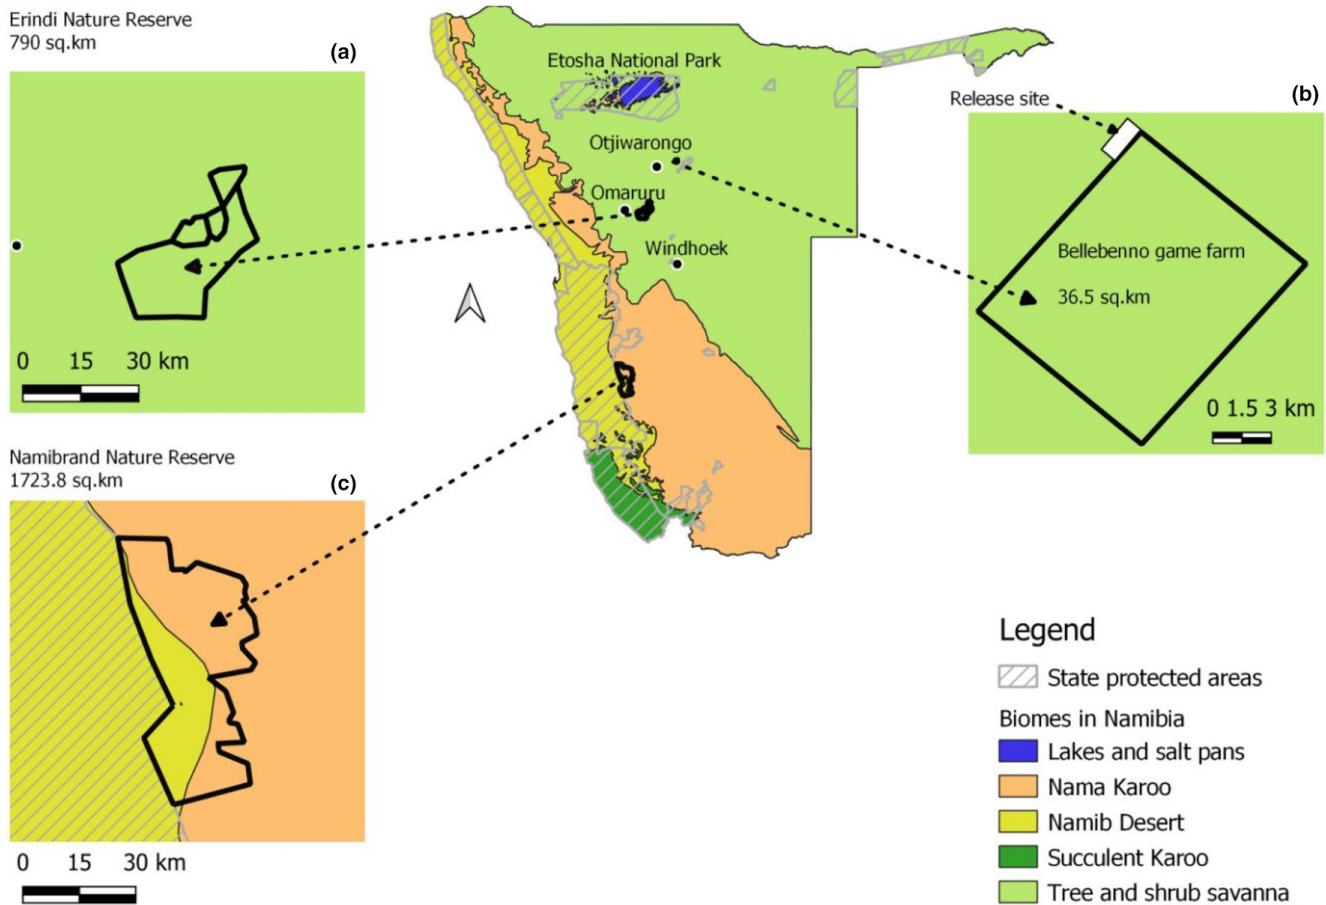 Erindi Nature Reserve
790 sq.km
(a)
0 15 30 km
Namibrand Nature Reserve
1723.8 sq.km
(c)
0 15 30 km
Etosha National Park
Otjiwarongo
Omaruru
Windhoek
Release site
(b)
Bellebenno game farm
36.5 sq.km
0 1.5 3 km
Legend
State protected areas
Biomes in Namibia
Lakes and salt pans
Nama Karoo
Namib Desert
Succulent Karoo
Tree and shrub savanna